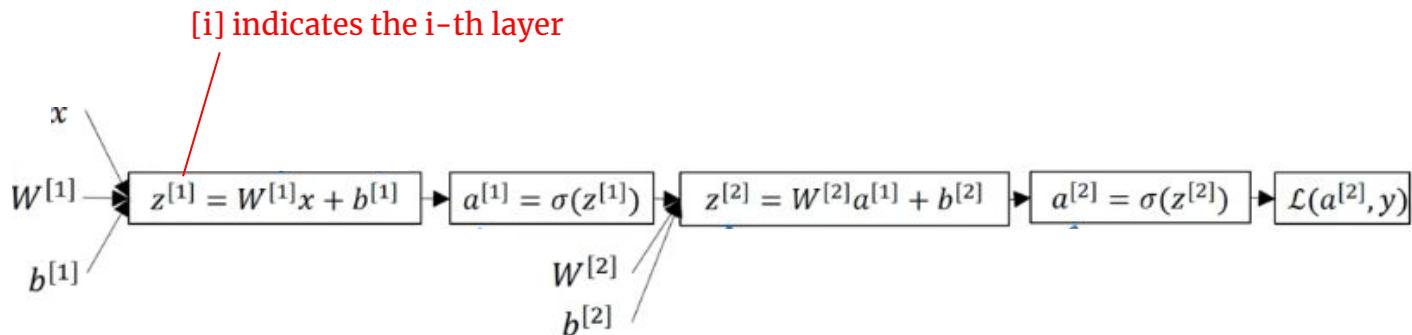 [i] indicates the i-th layer
x
W^{[1]}
z^{[1]} = W^{[1]}x + b^{[1]}
a^{[1]} = σ(z^{[1]})
z^{[2]} = W^{[2]}a^{[1]} + b^{[2]}
a^{[2]} = σ(z^{[2]})
ℒ(a^{[2]}, y)
b^{[1]}
W^{[2]}
b^{[2]}